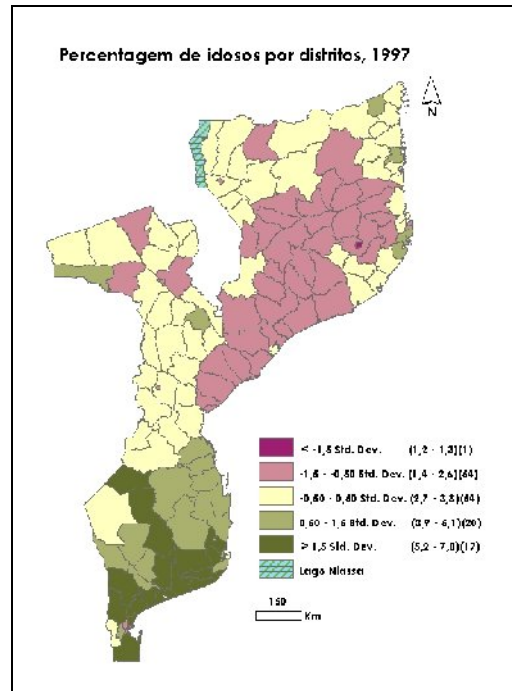 Percentagem de idosos por distritos, 1997
N
< -1,5 Std. Dev. (1,2 - 1,3)(1)
-1,5 - -0,50 Std. Dev. (1,4 - 2,6)(54)
-0,50 - 0,50 Std. Dev. (2,7 - 3,8)(54)
0,50 - 1,5 Std. Dev. (3,9 - 5,1)(20)
> 1,5 Std. Dev. (5,2 - 7,0)(17)
Lago Niassa
150
Km